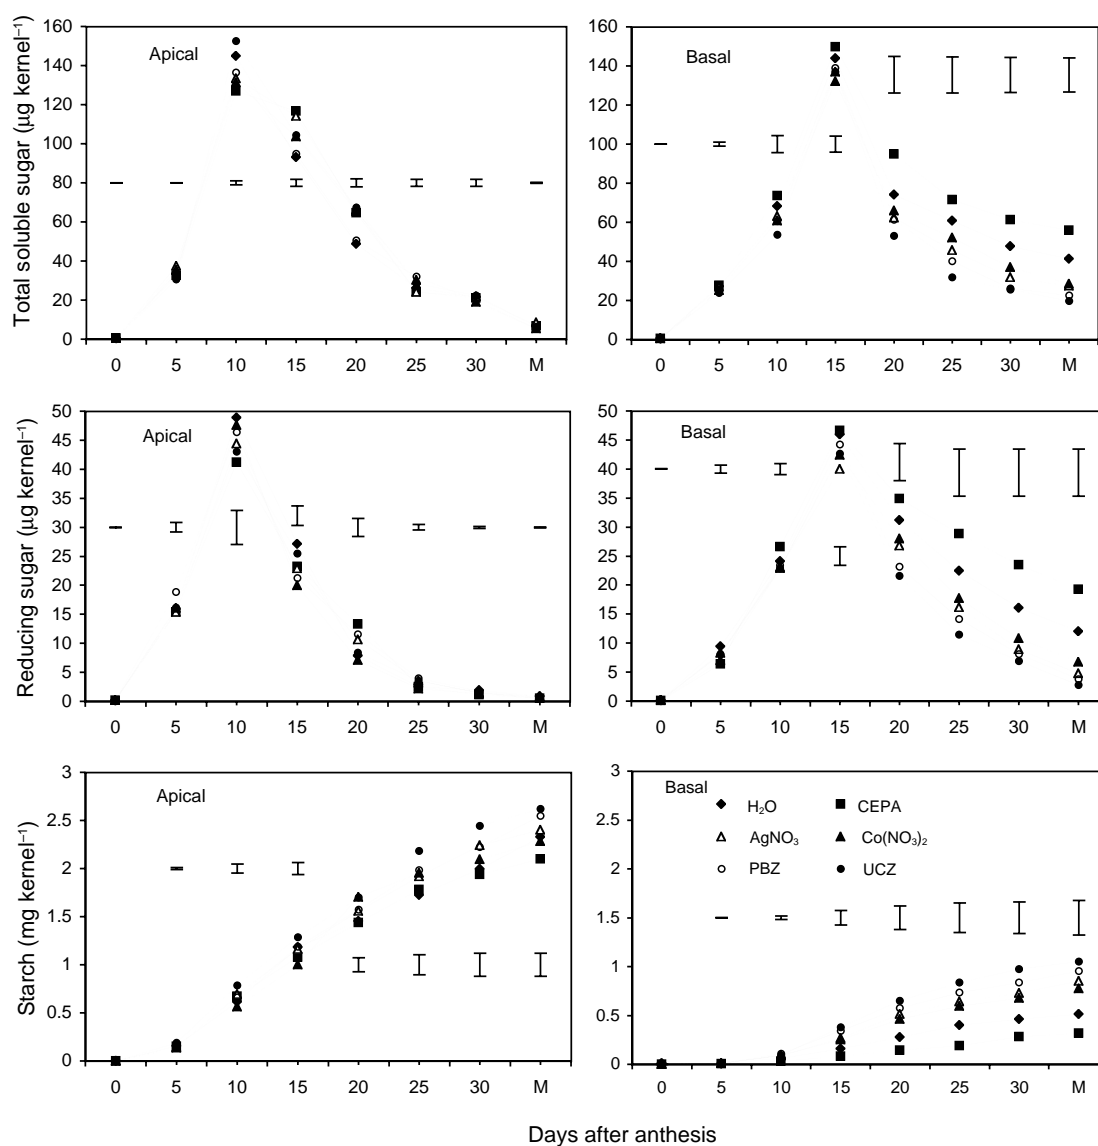 Total soluble sugar (µg kernel⁻¹)
160
140
120
100
80
60
40
20
0
Apical
0 5 10 15 20 25 30 M
160
140
120
100
80
60
40
20
0
Basal
0 5 10 15 20 25 30 M
Reducing sugar (µg kernel⁻¹)
50
45
40
35
30
25
20
15
10
5
0
Apical
0 5 10 15 20 25 30 M
50
45
40
35
30
25
20
15
10
5
0
Basal
0 5 10 15 20 25 30 M
Starch (mg kernel⁻¹)
3
2.5
2
1.5
1
0.5
0
Apical
0 5 10 15 20 25 30 M
3
2.5
2
1.5
1
0.5
0
Basal
H₂O CEPA
AgNO₃ Co(NO₃)₂
PBZ UCZ
0 5 10 15 20 25 30 M
Days after anthesis